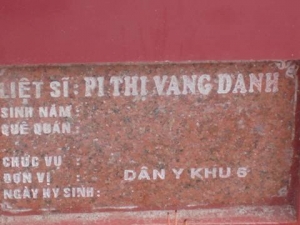 LIỆT SĨ : PI THI VANG DANH
SINH NĂM :
QUÊ QUÁN :
CHỨC VỤ :
ĐƠN VỊ : DÂN Y KHU 6
NGÀY HY SINH :